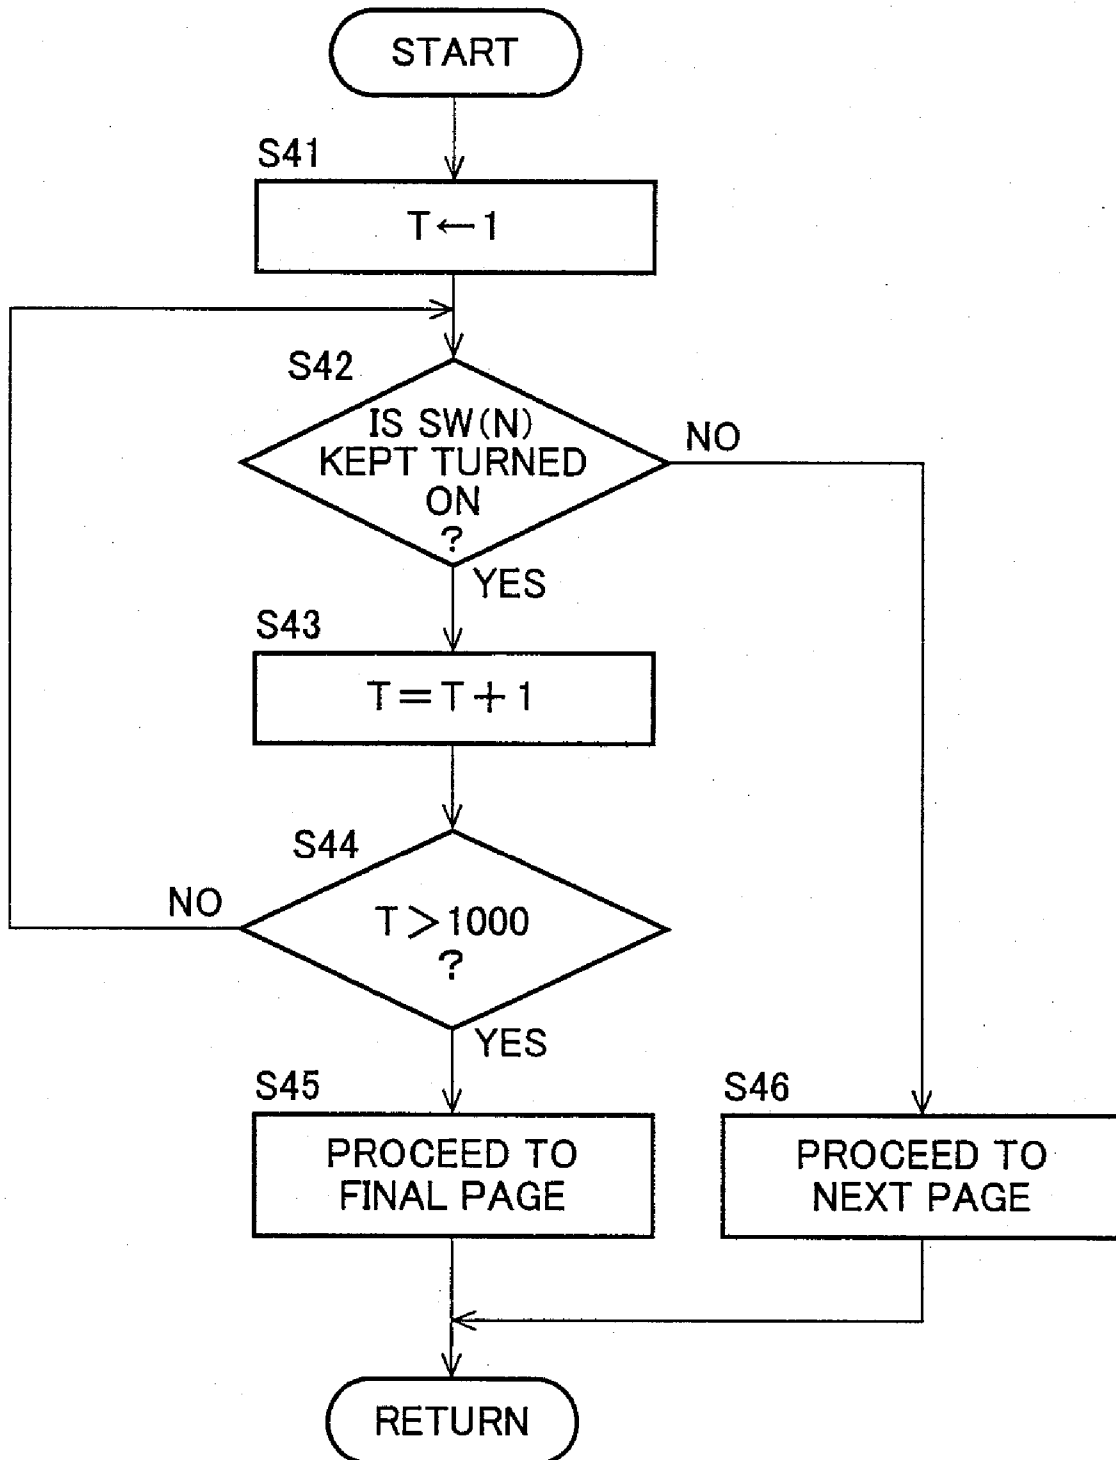 START
S41
T←1
S42
IS SW(N)
KEPT TURNED
ON
?
NO
YES
S43
T=T+1
S44
NO
T>1000
?
YES
S45
S46
PROCEED TO
FINAL PAGE
PROCEED TO
NEXT PAGE
RETURN